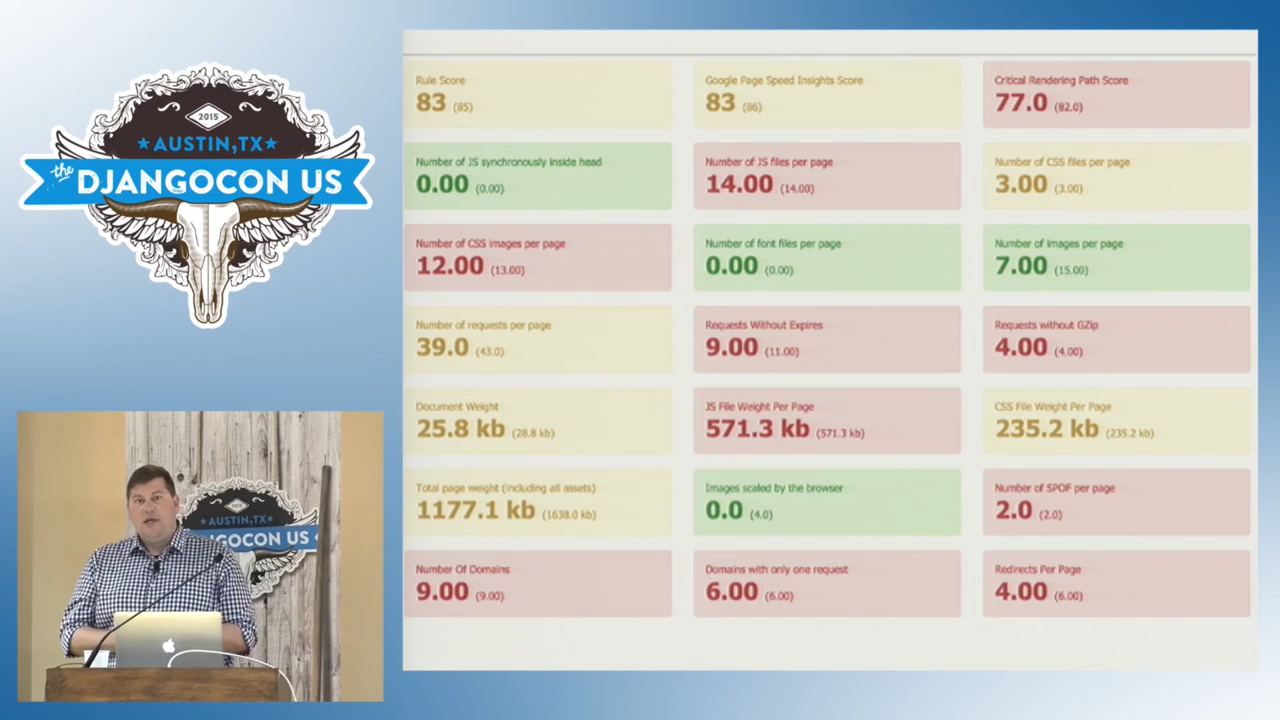 2015
★ AUSTIN,TX ★
the DJANGOCON US
Rule Score
83 (85)
Google Page Speed Insights Score
83 (86)
Critical Rendering Path Score
77.0 (82.0)
Number of JS synchronously inside head
0.00 (0.00)
Number of JS files per page
14.00 (14.00)
Number of CSS files per page
3.00 (3.00)
Number of CSS images per page
12.00 (13.00)
Number of font files per page
0.00 (0.00)
Number of images per page
7.00 (15.00)
Number of requests per page
39.0 (43.0)
Requests Without Expires
9.00 (11.00)
Requests without GZip
4.00 (4.00)
Document Weight
25.8 kb (28.8 kb)
JS File Weight Per Page
571.3 kb (571.3 kb)
CSS File Weight Per Page
235.2 kb (235.2 kb)
Total page weight (including all assets)
1177.1 kb (1638.0 kb)
Images scaled by the browser
0.0 (4.0)
Number of SPOF per page
2.0 (2.0)
Number Of Domains
9.00 (9.00)
Domains with only one request
6.00 (6.00)
Redirects Per Page
4.00 (6.00)
2015
★ AUSTIN,TX ★
NGOCON US